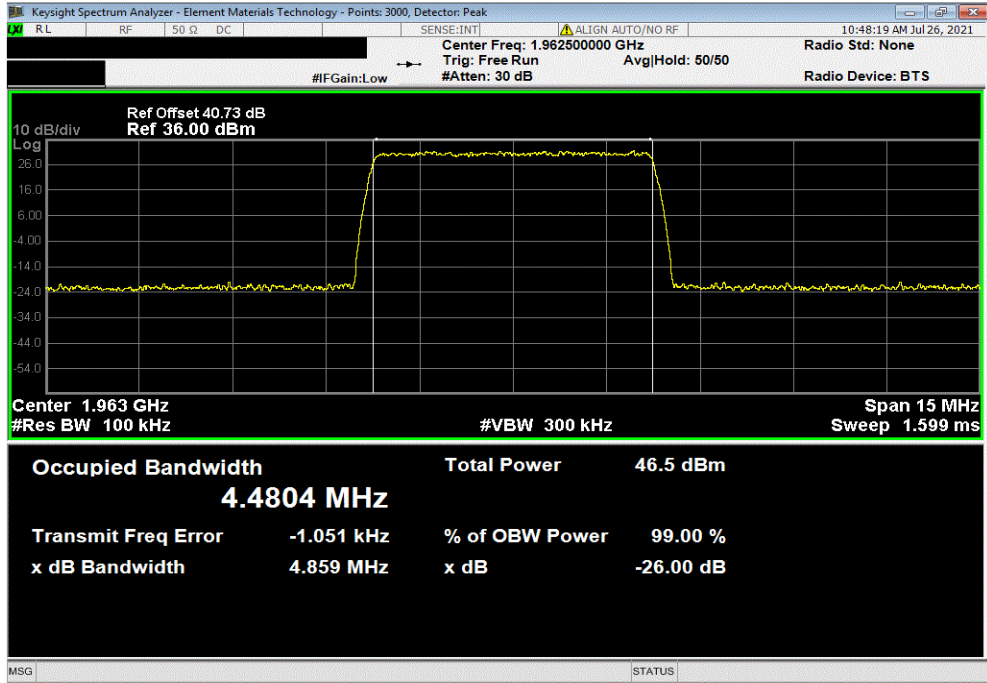 Keysight Spectrum Analyzer - Element Materials Technology - Points: 3000, Detector: Peak
LXI RL RF 50 Ω DC SENSE:INT ALIGN AUTO/NO RF 10:48:19 AM Jul 26, 2021
Center Freq: 1.962500000 GHz Radio Std: None
Trig: Free Run Avg|Hold: 50/50
#IFGain:Low #Atten: 30 dB Radio Device: BTS
Ref Offset 40.73 dB
10 dB/div Ref 36.00 dBm
Log
26.0
16.0
6.00
-4.00
-14.0
-24.0
-34.0
-44.0
-54.0
Center 1.963 GHz Span 15 MHz
#Res BW 100 kHz #VBW 300 kHz Sweep 1.599 ms
Occupied Bandwidth Total Power 46.5 dBm
4.4804 MHz
Transmit Freq Error -1.051 kHz % of OBW Power 99.00 %
x dB Bandwidth 4.859 MHz x dB -26.00 dB
MSG STATUS